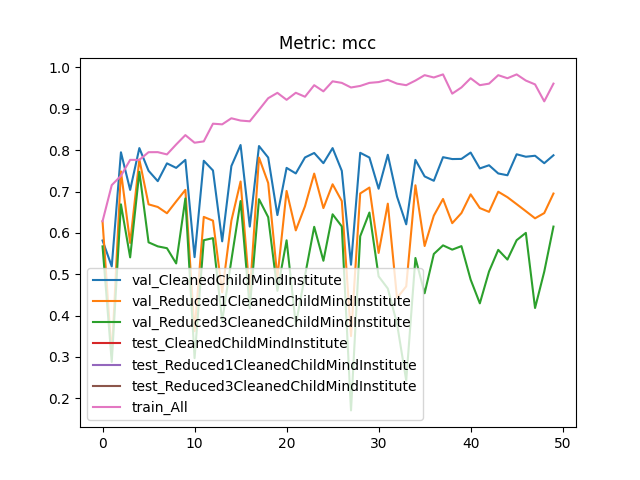 Metric: mcc
1.0
0.9
0.8
0.7
0.6
0.5
0.4
0.3
0.2
val_CleanedChildMindInstitute
val_Reduced1CleanedChildMindInstitute
val_Reduced3CleanedChildMindInstitute
test_CleanedChildMindInstitute
test_Reduced1CleanedChildMindInstitute
test_Reduced3CleanedChildMindInstitute
train_All
0 10 20 30 40 50